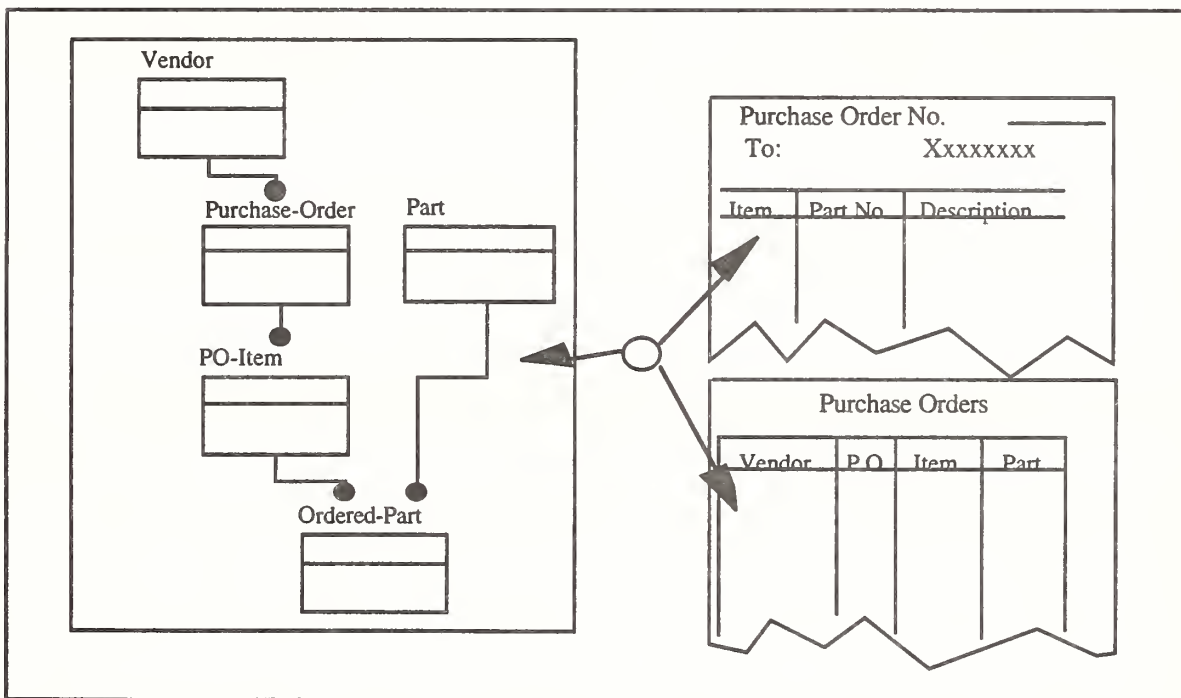 Vendor
Purchase-Order Part
PO-Item
Ordered-Part
Purchase Order No.
To: Xxxxxxxx
Item Part No Description
Purchase Orders
Vendor P.O Item Part